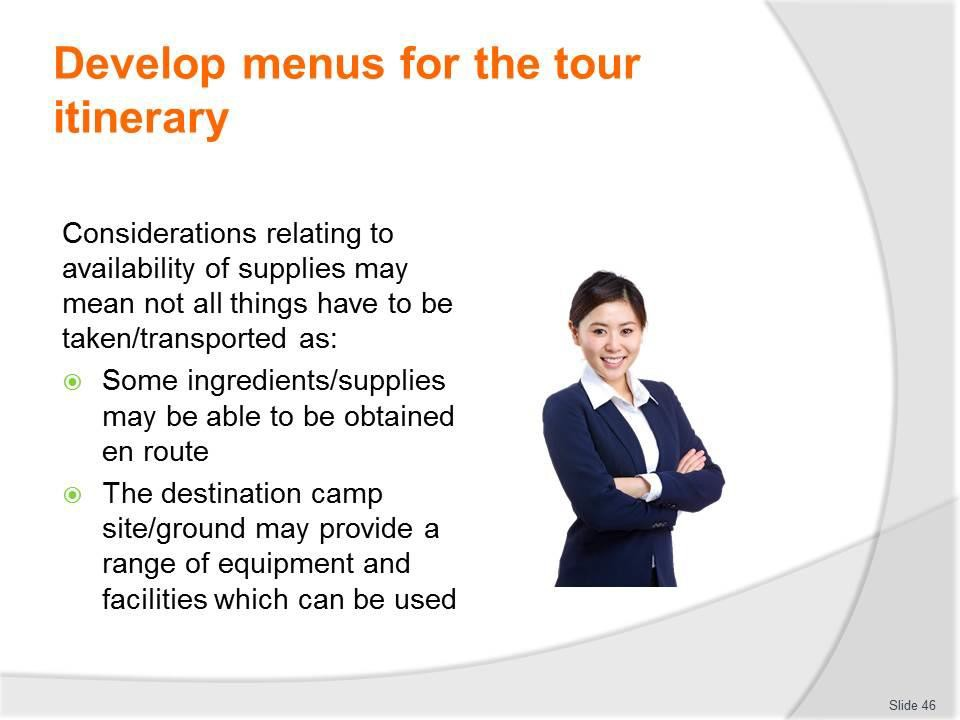 Develop menus for the tour
itinerary
Considerations relating to
availability of supplies may
mean not all things have to be
taken/transported as:
Some ingredients/supplies
may be able to be obtained
en route
The destination camp
site/ground may provide a
range of equipment and
facilities which can be used
Slide 46